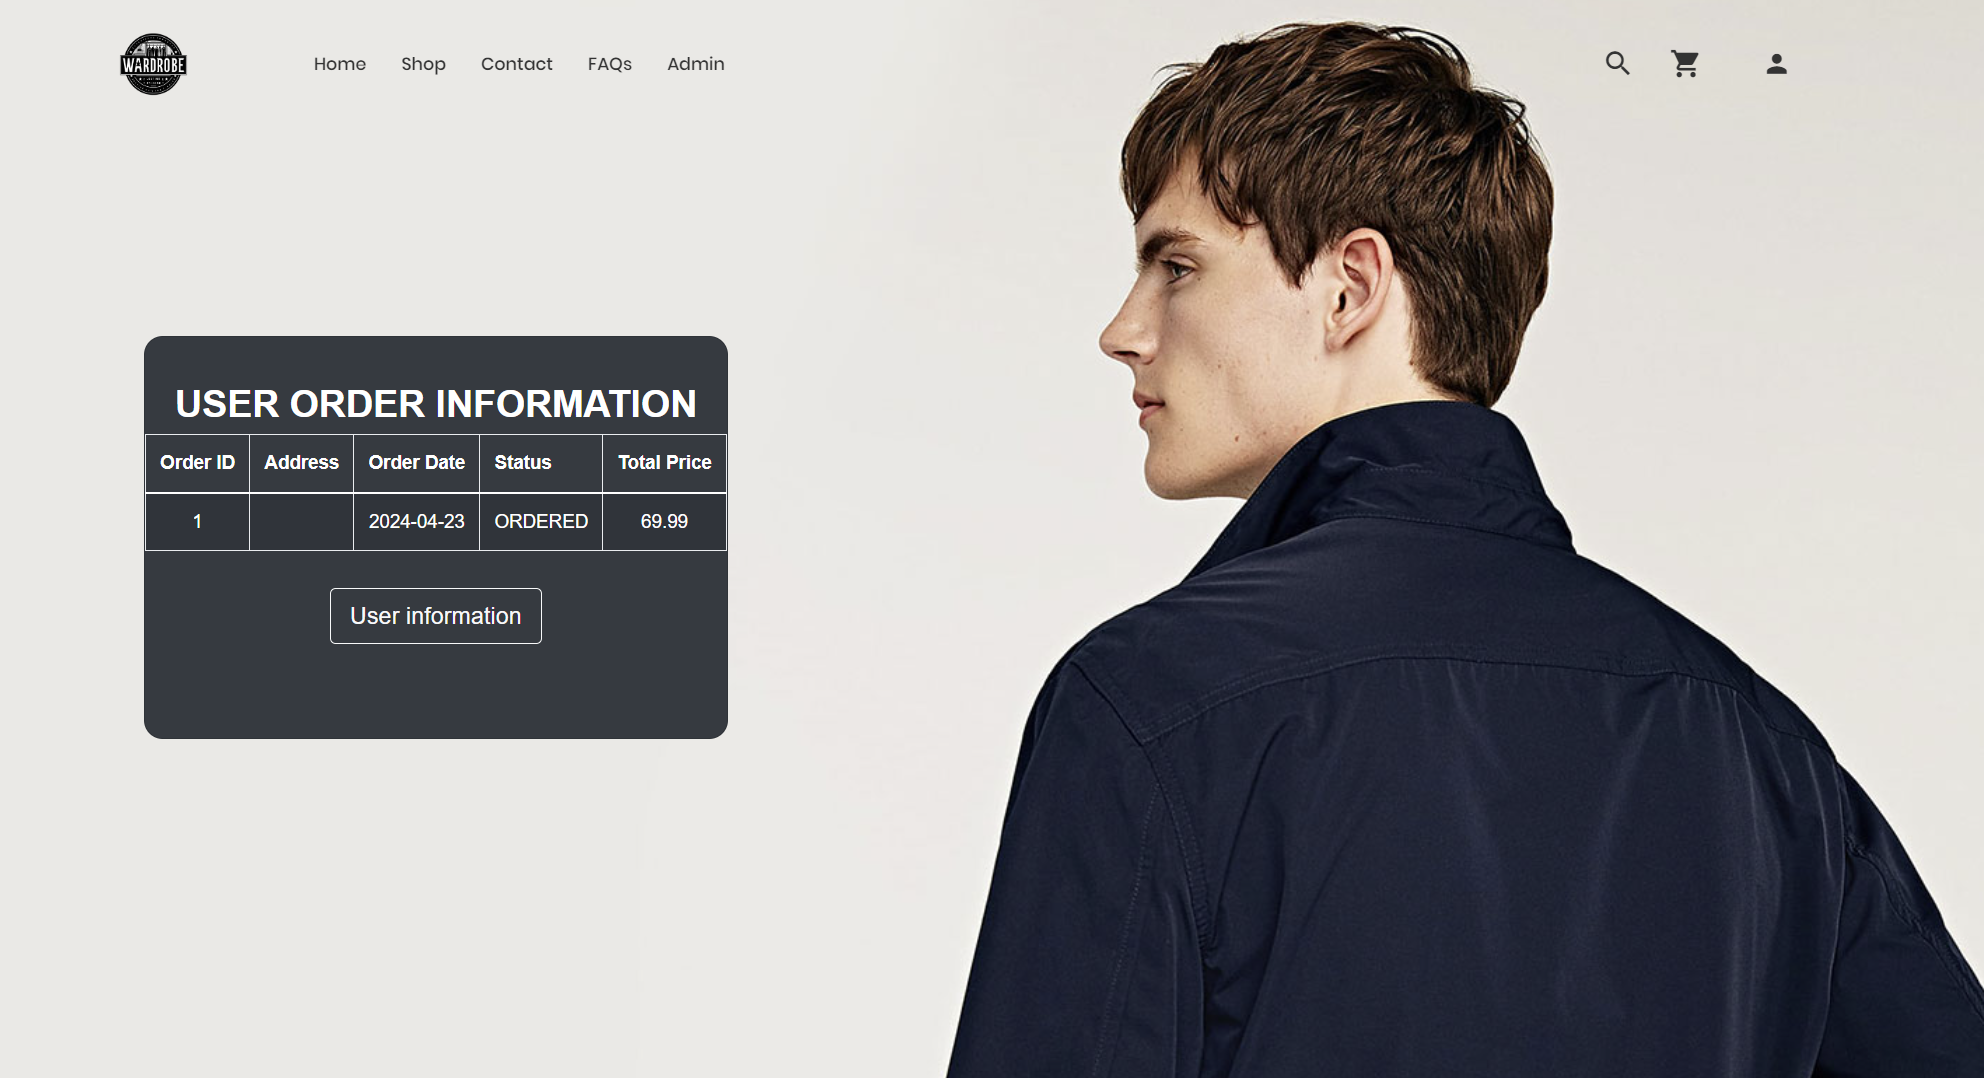 WARDROBE
Home Shop Contact FAQs Admin
USER ORDER INFORMATION
Order ID Address Order Date Status Total Price
1 2024-04-23 ORDERED 69.99
User information